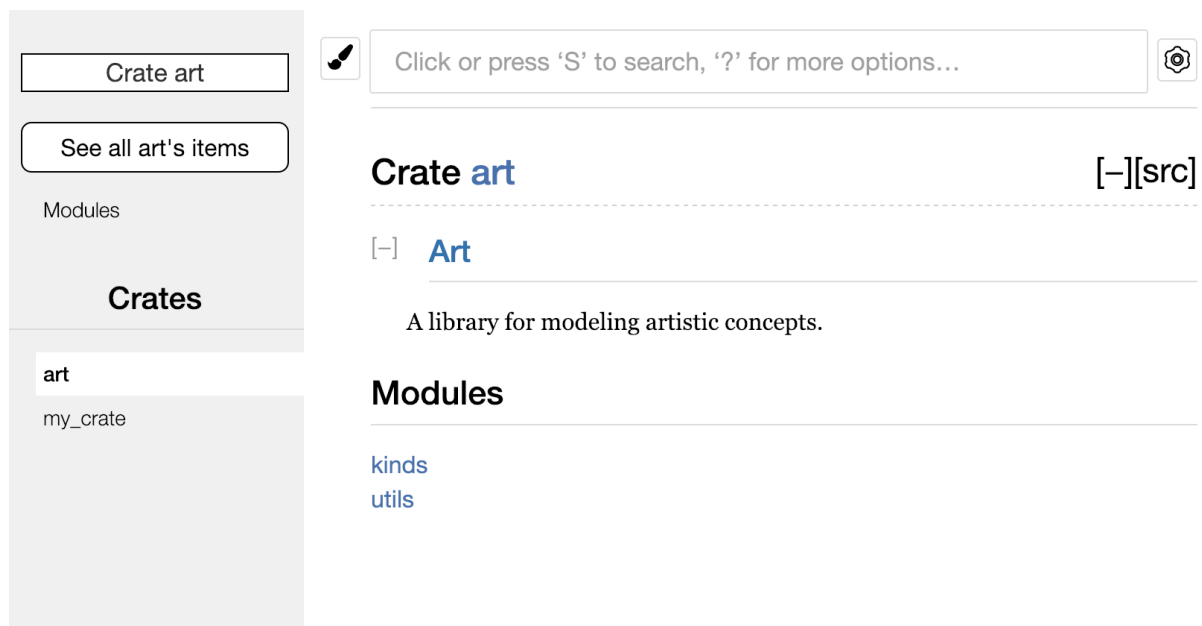 Crate art
See all art's items
Modules
Crates
art
my_crate
Click or press ‘S’ to search, ‘?’ for more options…
Crate art [–][src]
[–] Art
A library for modeling artistic concepts.
Modules
kinds
utils